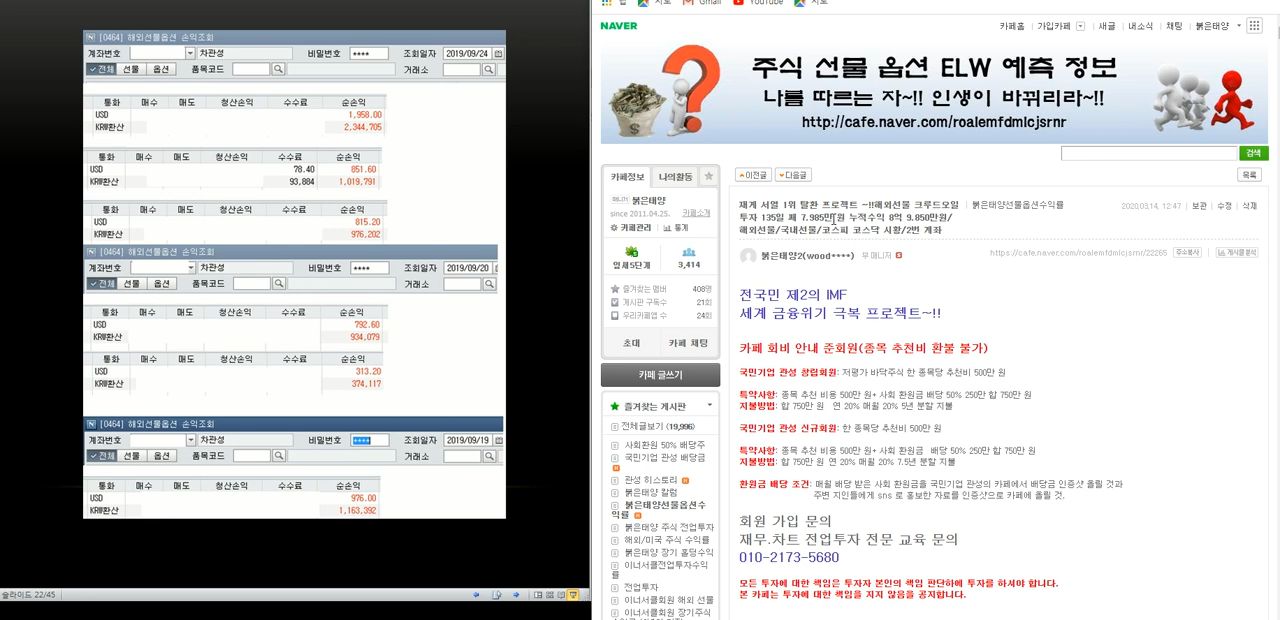 [0464] 해외선물옵션 손익조회
계좌번호 차관성 비밀번호 **** 조회일자 2019/09/24
전체 선물 옵션 품목코드 거래소
통화 매수 매도 청산손익 수수료 순손익
USD 1,958.00
KRW환산 2,344,705
통화 매수 매도 청산손익 수수료 순손익
USD 78.40 851.60
KRW환산 93,884 1,019,791
통화 매수 매도 청산손익 수수료 순손익
USD 815.20
KRW환산 976,202
[0464] 해외선물옵션 손익조회
계좌번호 차관성 비밀번호 **** 조회일자 2019/09/20
전체 선물 옵션 품목코드 거래소
통화 매수 매도 청산손익 수수료 순손익
USD 792.60
KRW환산 934,079
통화 매수 매도 청산손익 수수료 순손익
USD 313.20
KRW환산 374,117
[0464] 해외선물옵션 손익조회
계좌번호 차관성 비밀번호 **** 조회일자 2019/09/19
전체 선물 옵션 품목코드 거래소
통화 매수 매도 청산손익 수수료 순손익
USD 976.00
KRW환산 1,163,392
슬라이드 22/45
Gmail YouTube
NAVER
카페홈 가입카페 새글 내소식 채팅 붉은태양
주식 선물 옵션 ELW 예측 정보
나를 따르는 자~!! 인생이 바뀌리라~!!
http://cafe.naver.com/roalemfdmlcjsrnr
검색
카페정보 나의활동
매니저 붉은태양
since 2011.04.25. 카페소개
카페관리 통계
잎새5단계 3,414
즐겨찾는 멤버 408명
게시판 구독수 21회
우리카페앱 수 24회
초대 카페 채팅
카페 글쓰기
즐겨찾는 게시판
전체글보기 (19,996)
사회환원 50% 배당주
국민기업 관성 배당금
관성 히스토리
붉은태양 칼럼
붉은태양선물옵션수익률
붉은태양 주식 전업투자
해외/미국 주식 수익률
붉은태양 장기 홀딩수익
이너서클전업투자수익률
전업투자
이너서클회원 해외 선물
이너서클회원 장기주식
이전글 다음글 목록
재계 서열 1위 탈환 프로젝트 ~!!해외선물 크루드오일 붉은태양선물옵션수익률 2020.03.14. 12:47 보관 수정 삭제
투자 135일 째 7.985만원 누적수익 8억 9.850만원/
해외선물/국내선물/코스피 코스닥 시황/2번 계좌
붉은태양2(wood****) 부매니저 https://cafe.naver.com/roalemfdmlcjsrnr/22265 주소복사 게시글 분석
전국민 제2의 IMF
세계 금융위기 극복 프로젝트~!!
카페 회비 안내 준회원(종목 추천비 환불 불가)
국민기업 관성 창립회원: 저평가 바닥주식 한 종목당 추천비 500만 원
특약사항: 종목 추천 비용 500만 원+ 사회 환원금 배당 50% 250만 합 750만 원
지불방법: 합 750만 원 연 20% 매월 20% 5년 분할 지불
국민기업 관성 신규회원: 한 종목당 추천비 500만 원
특약사항: 종목 추천 비용 500만 원+ 사회 환원금 배당 50% 250만 합 750만 원
지불방법: 합 750만 원 연 20% 매월 20% 7.5년 분할 지불
환원금 배당 조건: 매월 배당 받은 사회 환원금을 국민기업 관성의 카페에서 배당금 인증샷 올릴 것과
주변 지인들에게 sns 로 홍보한 자료를 인증샷으로 카페에 올릴 것.
회원 가입 문의
재무.차트 전업투자 전문 교육 문의
010-2173-5680
모든 투자에 대한 책임은 투자자 본인의 책임 판단하에 투자를 하셔야 합니다.
본 카페는 투자에 대한 책임을 지지 않음을 공지합니다.